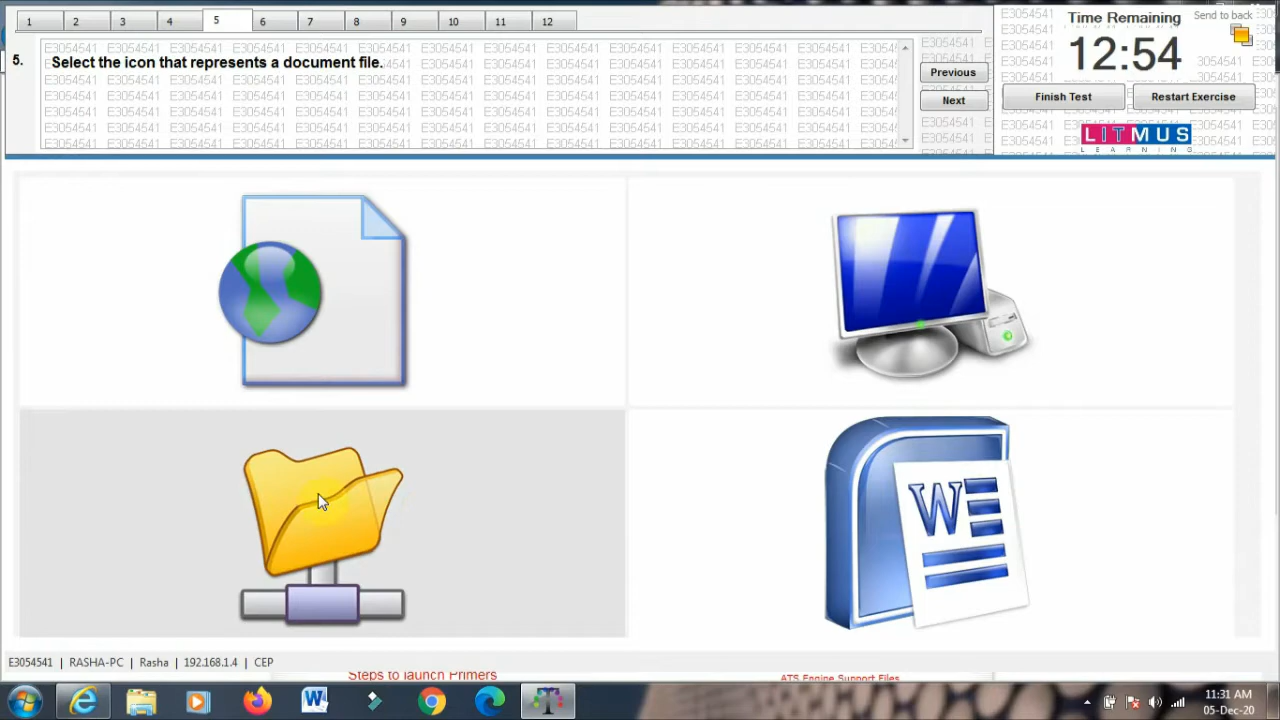 1 2 3 4 5 6 7 8 9 10 11 12
5. Select the icon that represents a document file.
Previous
Next
Time Remaining
Send to back
12:54
Finish Test
Restart Exercise
LITMUS
LEARNING
W
E3054541 | RASHA-PC | Rasha | 192.168.1.4 | CEP
Steps to launch Primers
ATS Engine Support Files
W
11:31 AM
05-Dec-20